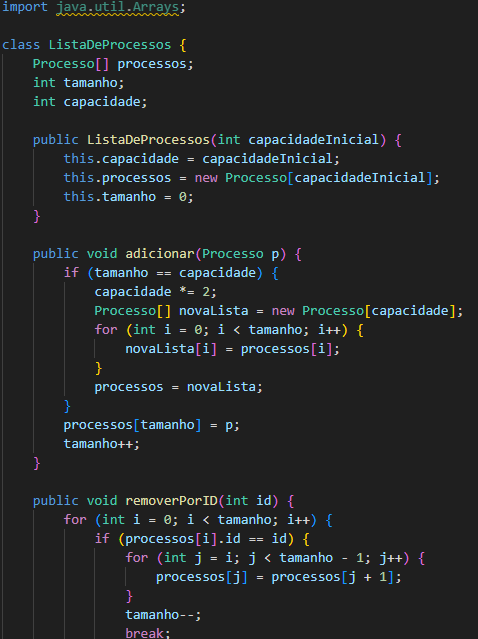 import java.util.Arrays;
class ListaDeProcessos {
Processo[] processos;
int tamanho;
int capacidade;
public ListaDeProcessos(int capacidadeInicial) {
this.capacidade = capacidadeInicial;
this.processos = new Processo[capacidadeInicial];
this.tamanho = 0;
}
public void adicionar(Processo p) {
if (tamanho == capacidade) {
capacidade *= 2;
Processo[] novaLista = new Processo[capacidade];
for (int i = 0; i < tamanho; i++) {
novaLista[i] = processos[i];
}
processos = novaLista;
}
processos[tamanho] = p;
tamanho++;
}
public void removerPorID(int id) {
for (int i = 0; i < tamanho; i++) {
if (processos[i].id == id) {
for (int j = i; j < tamanho - 1; j++) {
processos[j] = processos[j + 1];
}
tamanho--;
break;